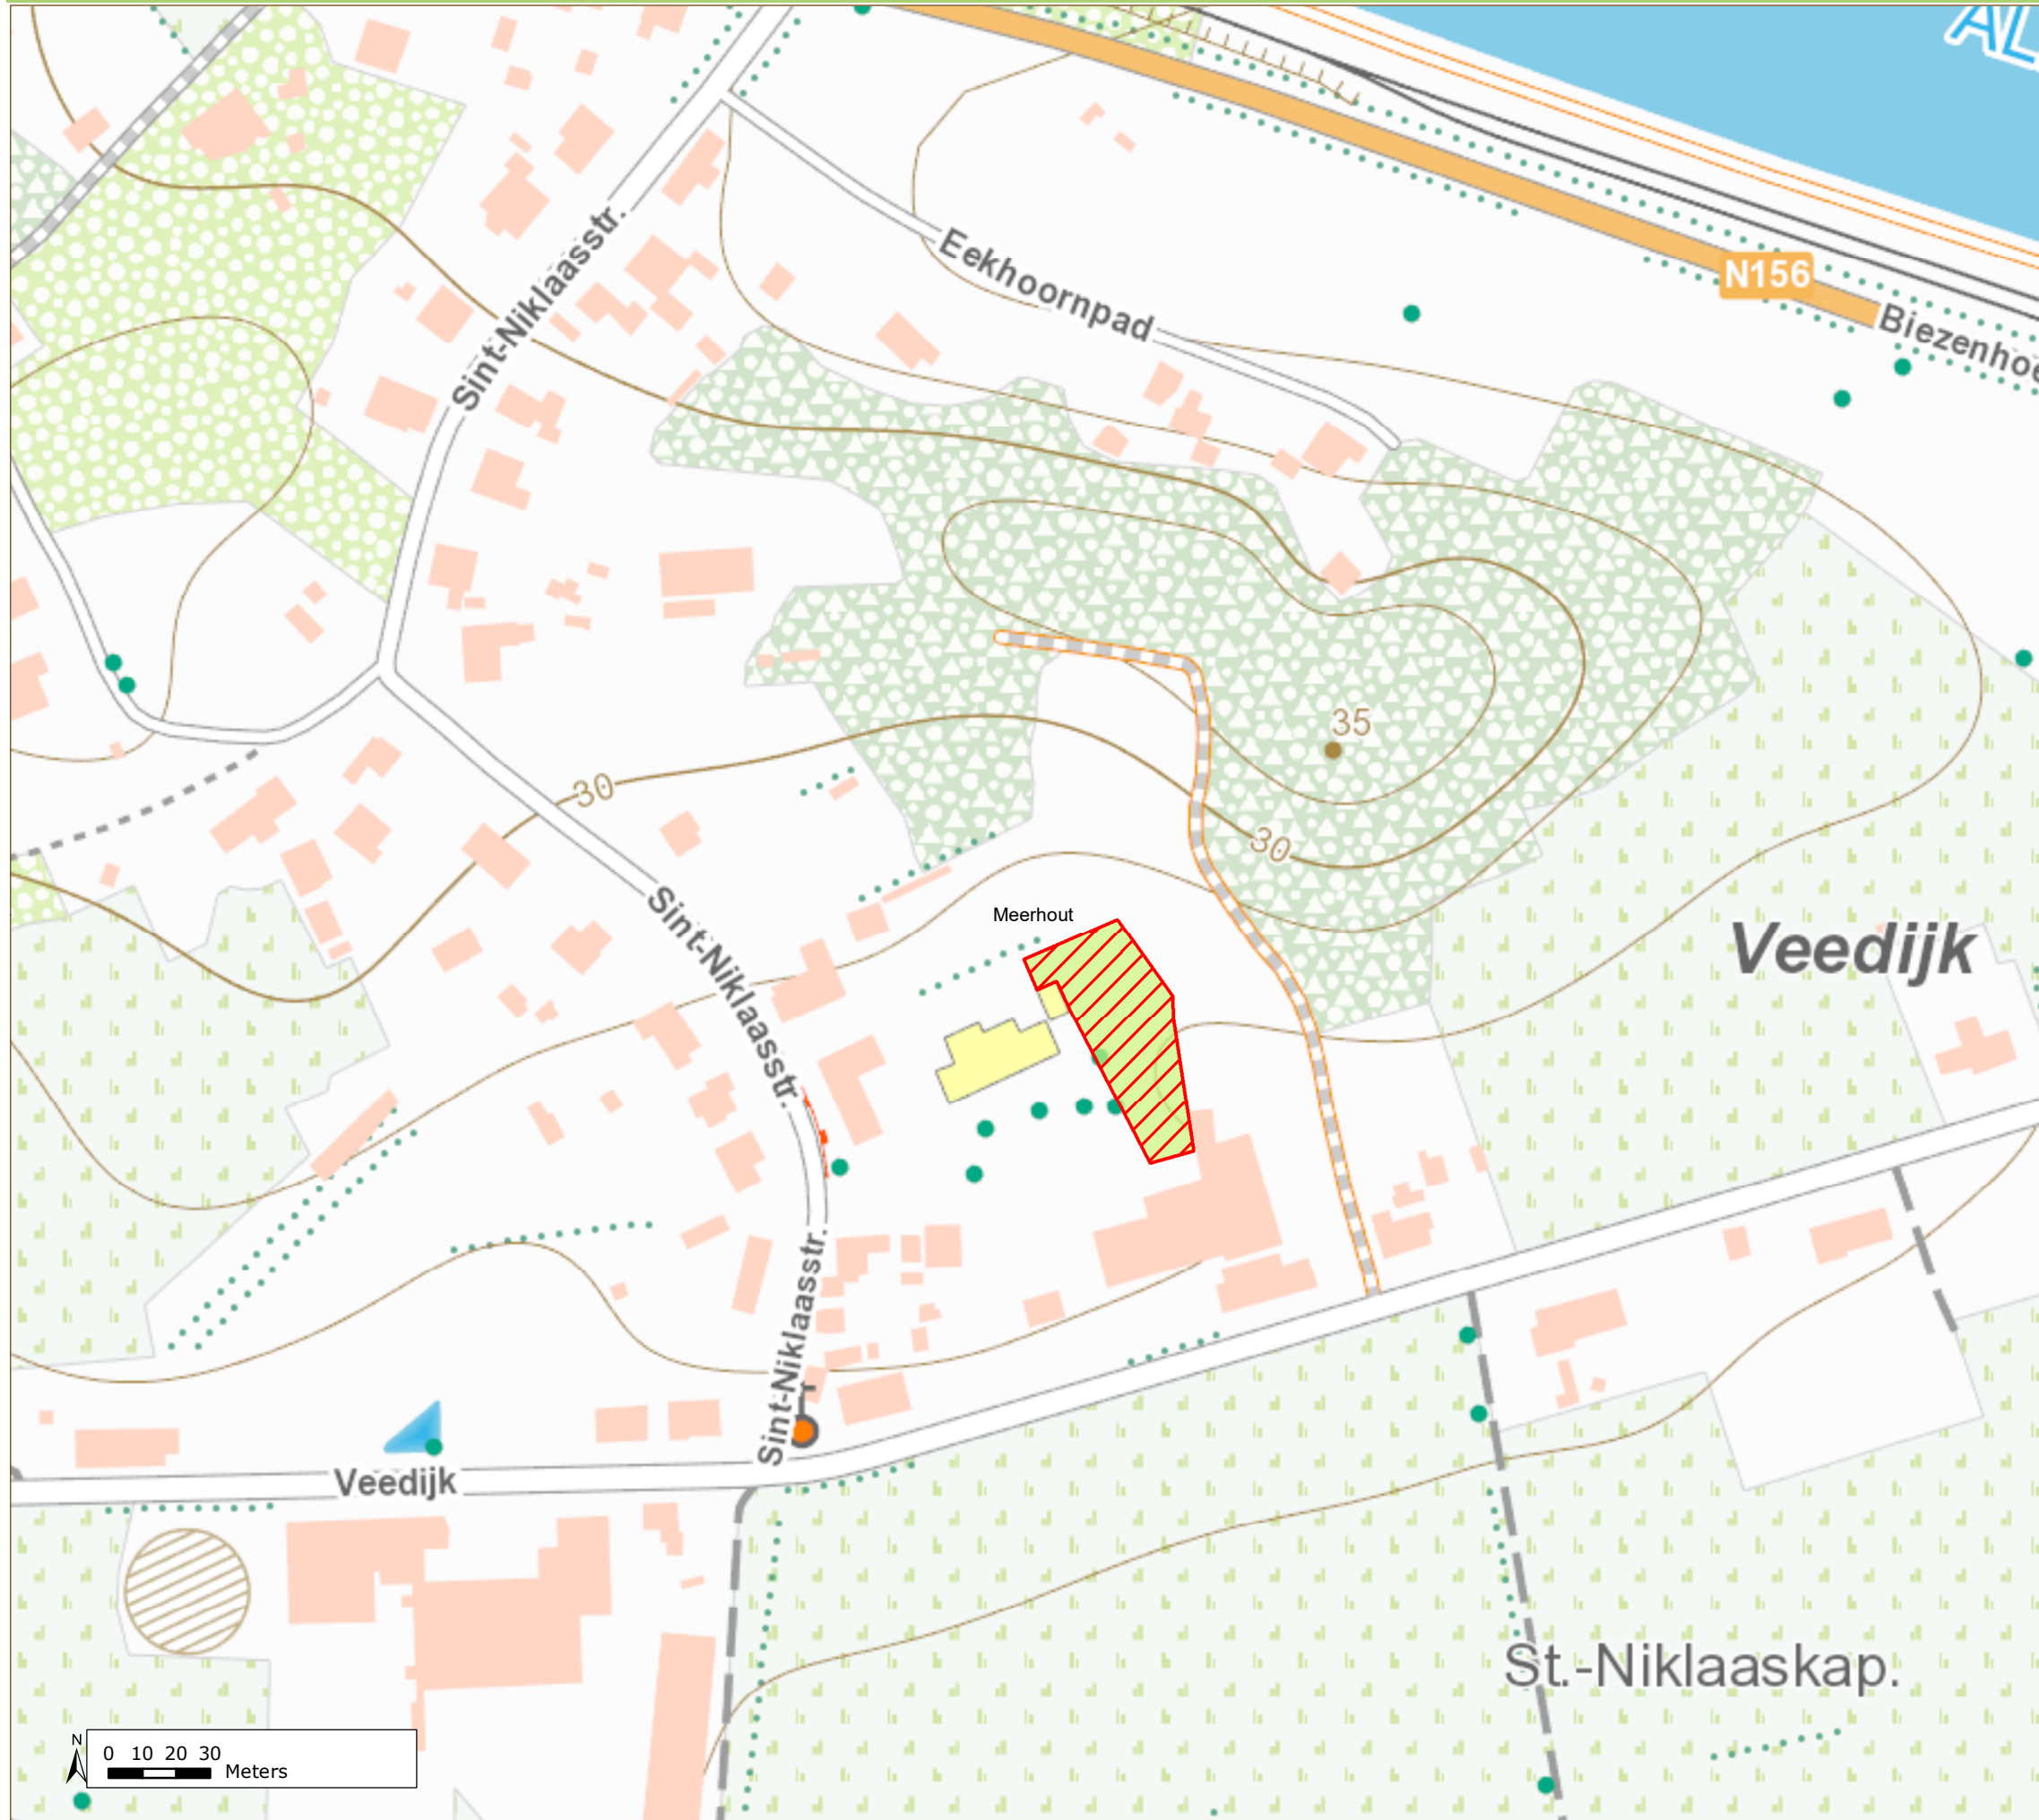 AL
Sint-Niklaasstr.
Eekhoornpad
N156
Biezenhoe
35
30
30
Sint-Niklaasstr.
Meerhout
Veedijk
Sint-Niklaasstr.
Veedijk
St.-Niklaaskap.
N
0 10 20 30
Meters